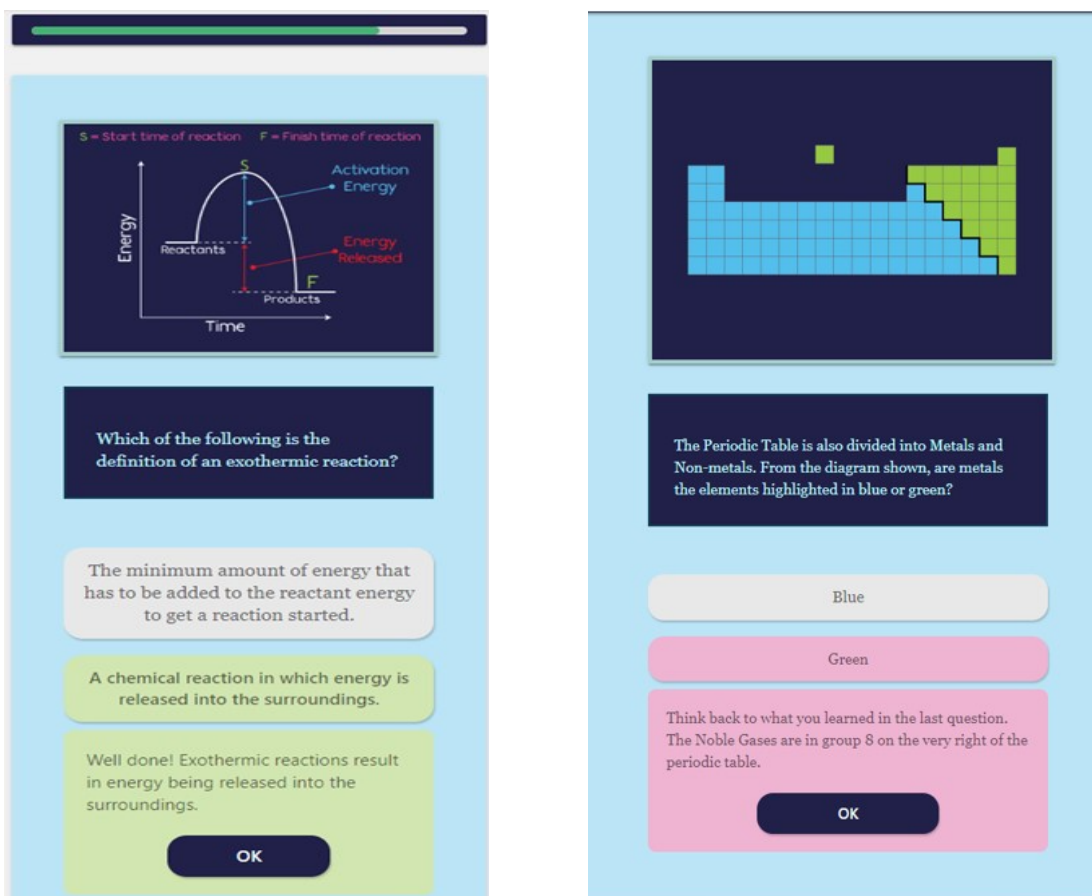 S = Start time of reaction F = Finish time of reaction
S
Activation
Energy
Energy
Reactants
Energy
Released
F
Products
Time
Which of the following is the
definition of an exothermic reaction?
The minimum amount of energy that
has to be added to the reactant energy
to get a reaction started.
A chemical reaction in which energy is
released into the surroundings.
Well done! Exothermic reactions result
in energy being released into the
surroundings.
OK
The Periodic Table is also divided into Metals and
Non-metals. From the diagram shown, are metals
the elements highlighted in blue or green?
Blue
Green
Think back to what you learned in the last question.
The Noble Gases are in group 8 on the very right of the
periodic table.
OK